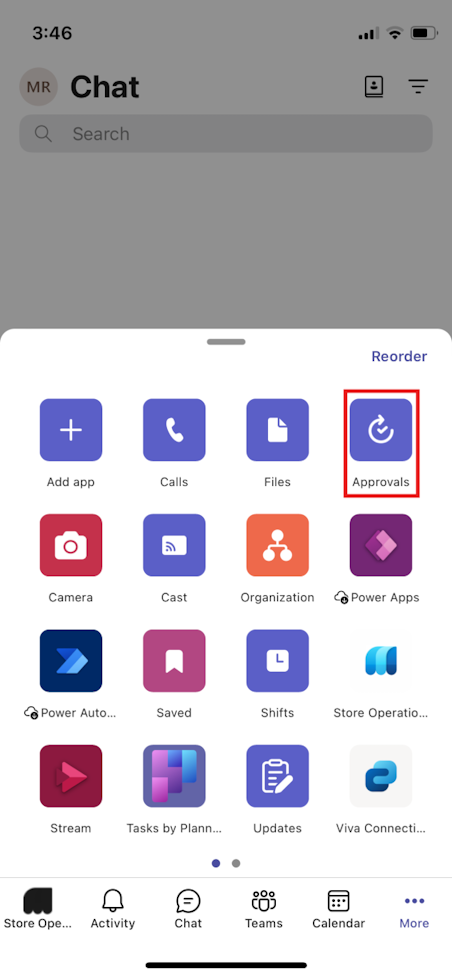 3:46
MR Chat
Search
Reorder
Add app Calls Files Approvals
Camera Cast Organization Power Apps
Power Auto... Saved Shifts Store Operatio...
Stream Tasks by Plann... Updates Viva Connecti...
Store Ope... Activity Chat Teams Calendar More